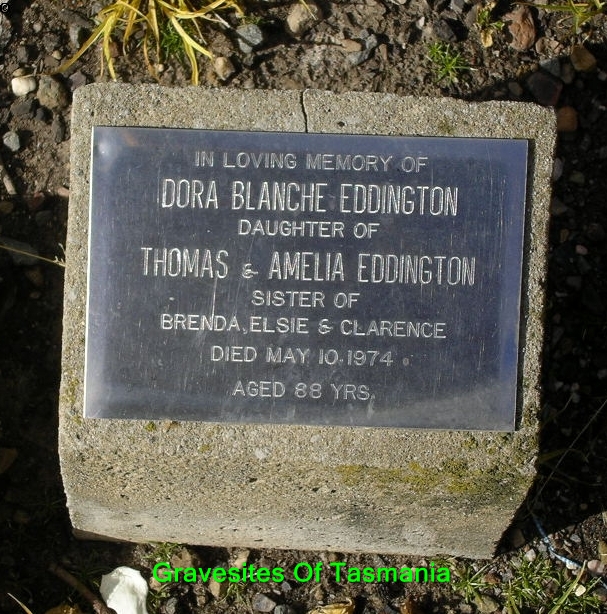 IN LOVING MEMORY OF
DORA BLANCHE EDDINGTON
DAUGHTER OF
THOMAS & AMELIA EDDINGTON
SISTER OF
BRENDA, ELSIE & CLARENCE
DIED MAY 10. 1974
AGED 88 YRS.
Gravesites Of Tasmania